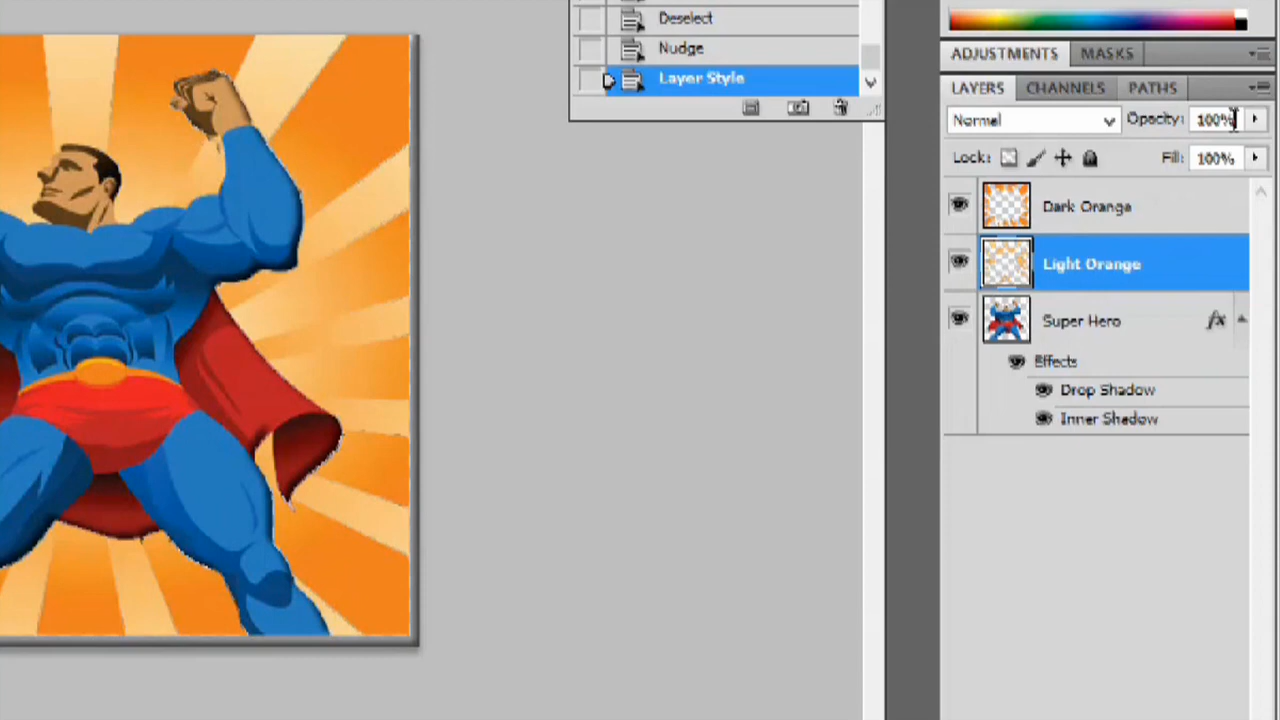 Deselect
Nudge
Layer Style
ADJUSTMENTS MASKS
LAYERS CHANNELS PATHS
Normal Opacity: 100%
Lock: Fill: 100%
Dark Orange
Light Orange
Super Hero fx
Effects
Drop Shadow
Inner Shadow